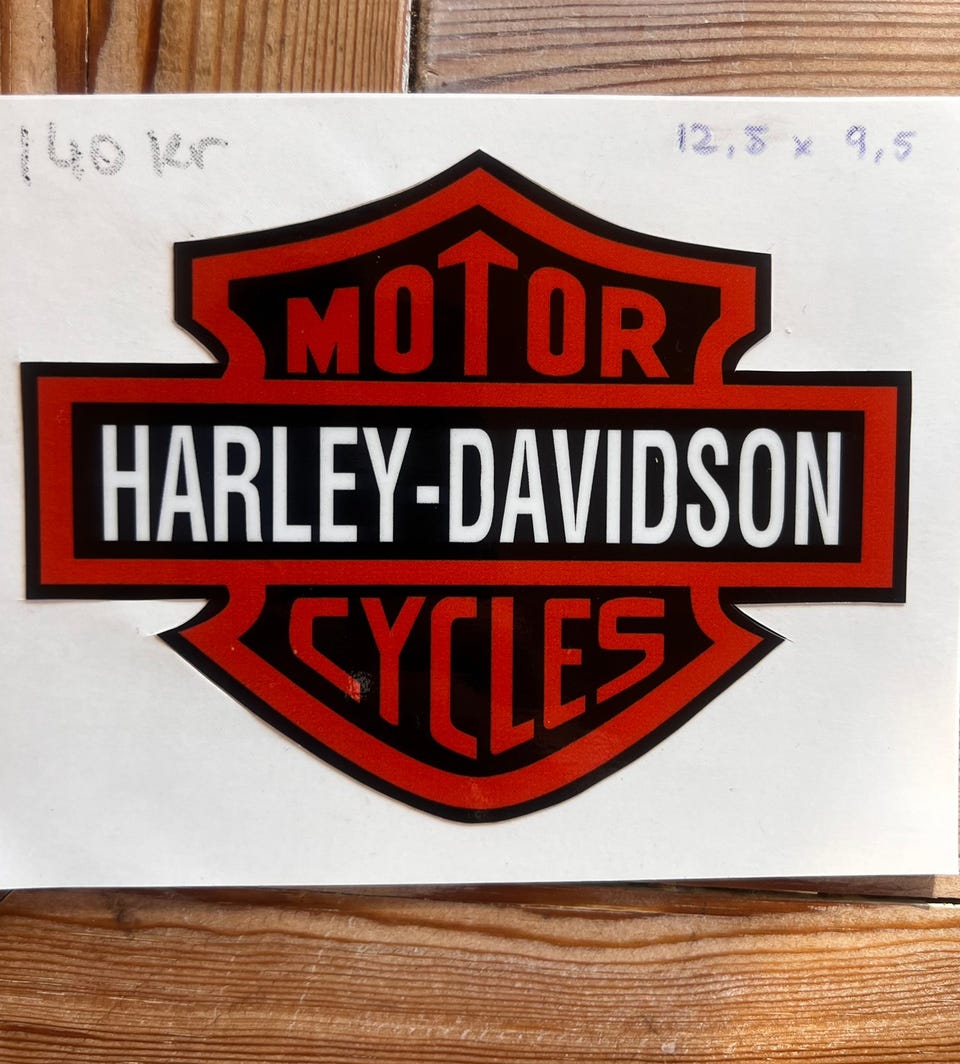 140 kr
12,5 x 9,5
MOTOR
HARLEY-DAVIDSON
CYCLES